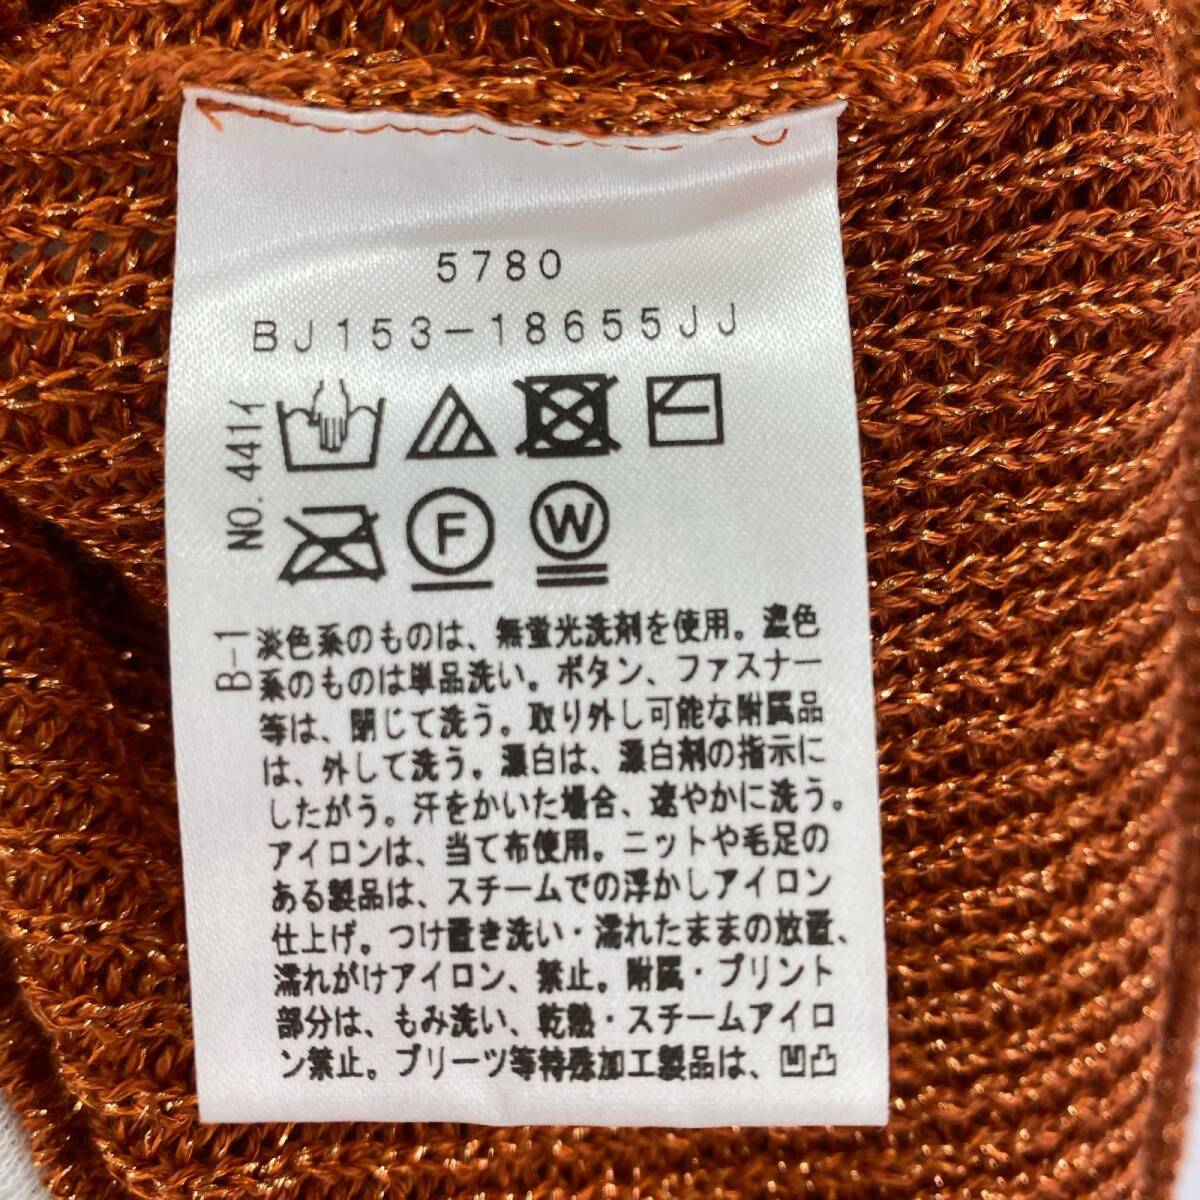 5780
BJ153-18655JJ
NO.441イ
F
W
B-1
淡色系のものは、無蛍光洗剤を使用。濃色
系のものは単品洗い。ボタン、ファスナー
等は、閉じて洗う。取り外し可能な附属品
は、外して洗う。漂白は、漂白剤の指示に
したがう。汗をかいた場合、速やかに洗う。
アイロンは、当て布使用。ニットや毛足の
ある製品は、スチームでの浮かしアイロン
仕上げ。つけ置き洗い・濡れたままの放置、
濡れがけアイロン、禁止。附属・プリント
部分は、もみ洗い、乾熱・スチームアイロ
ン禁止。プリーツ等特殊加工製品は、凹凸